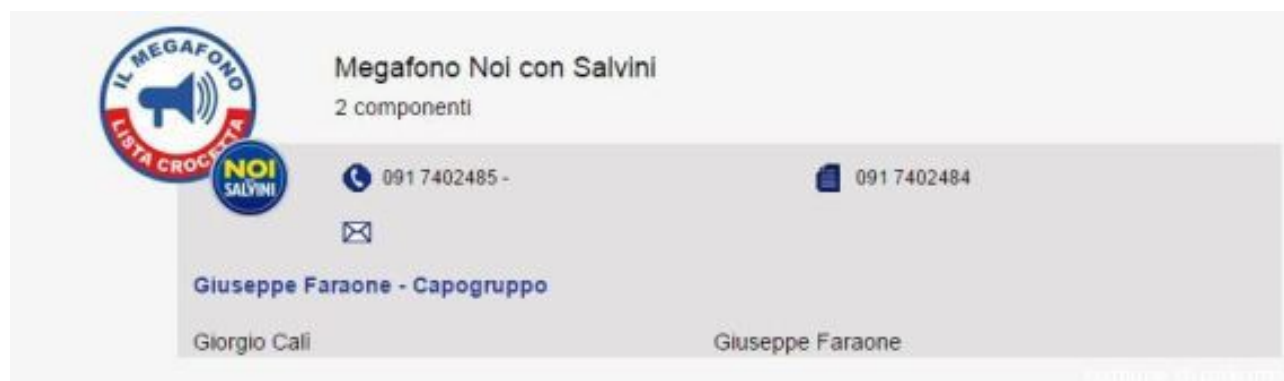 IL MEGAFONO
LISTA CROCETTA
NOI
SALVINI
Megafono Noi con Salvini
2 componenti
091 7402485 -
091 7402484
Giuseppe Faraone - Capogruppo
Giorgio Calì
Giuseppe Faraone